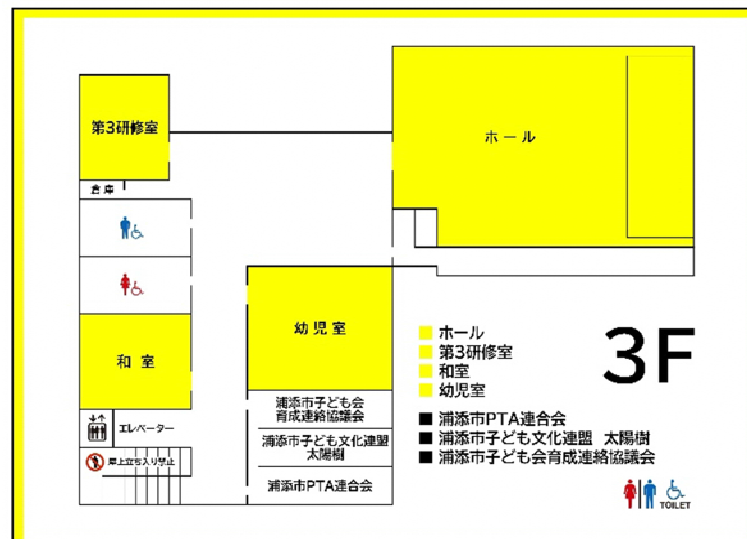 第3研修室
ホール
倉庫
幼児室
和室
ホール
第3研修室
和室
幼児室
3F
浦添市子ども会
育成連絡協議会
エレベーター
浦添市子ども文化連盟
太陽樹
屋上立ち入り禁止
浦添市PTA連合会
浦添市PTA連合会
浦添市子ども文化連盟 太陽樹
浦添市子ども会育成連絡協議会
TOILET